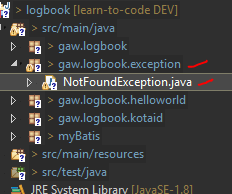 > logbook [learn-to-code DEV]
> src/main/java
> gaw.logbook
> gaw.logbook.exception
> NotFoundException.java
> gaw.logbook.helloworld
> gaw.logbook.kotaid
> myBatis
> src/main/resources
> src/test/java
JRE System Library [JavaSE-1.8]